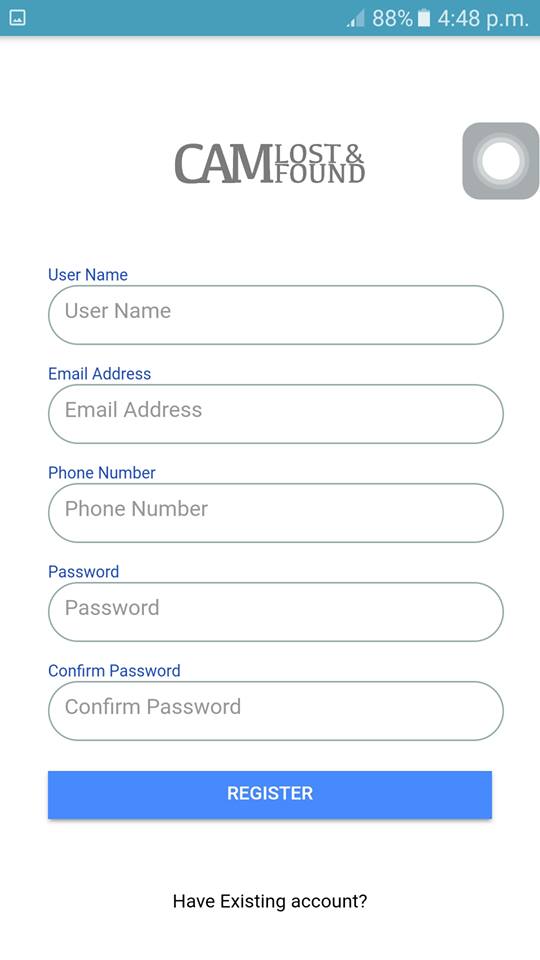 88% 4:48 p.m.
CAM LOST &
FOUND
User Name
User Name
Email Address
Email Address
Phone Number
Phone Number
Password
Password
Confirm Password
Confirm Password
REGISTER
Have Existing account?